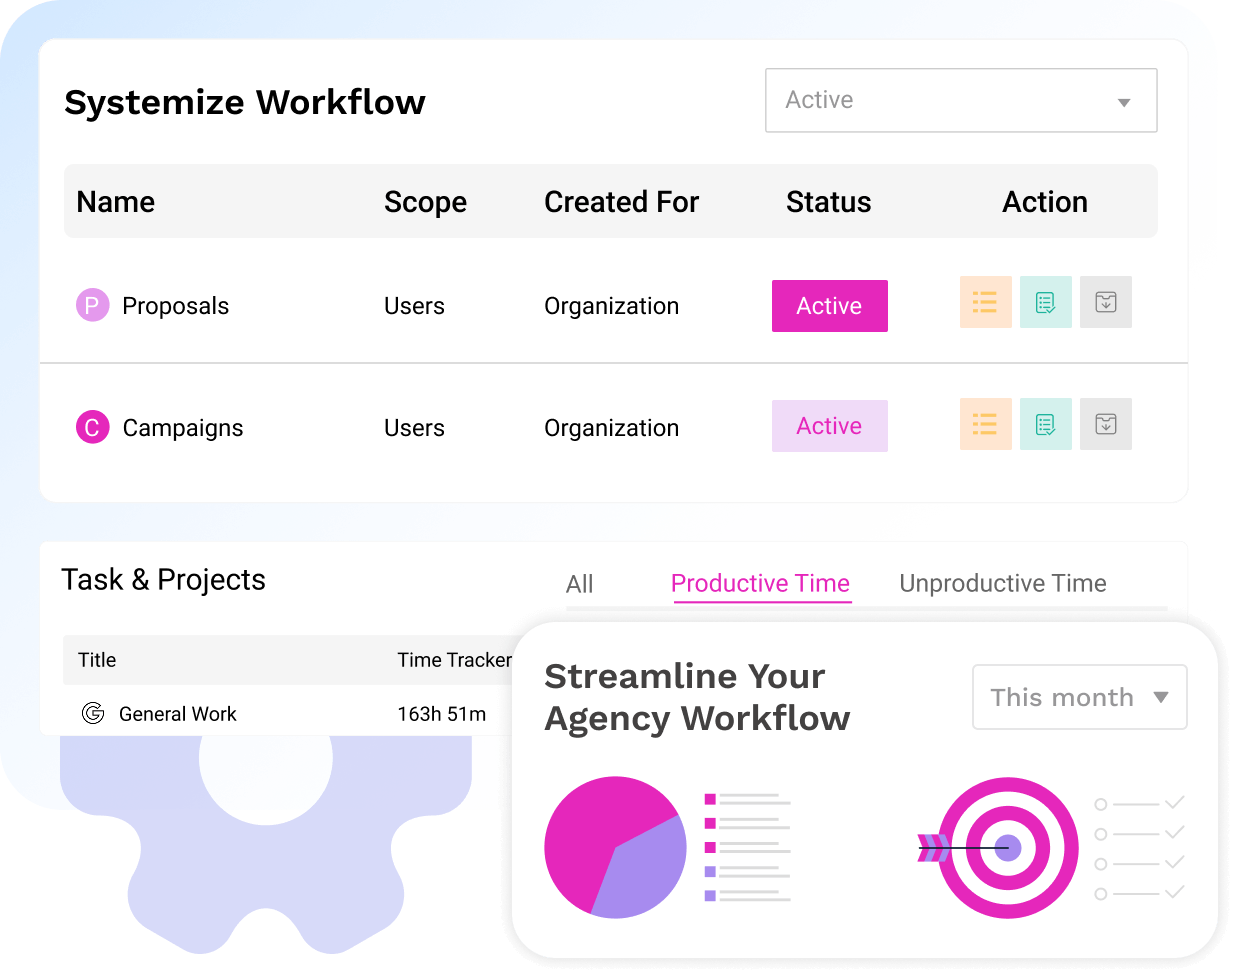 Systemize Workflow
Active
Name Scope Created For Status Action
P Proposals Users Organization Active
C Campaigns Users Organization Active
Task & Projects
All Productive Time Unproductive Time
Title Time Tracker
G General Work 163h 51m
Streamline Your
Agency Workflow
This month